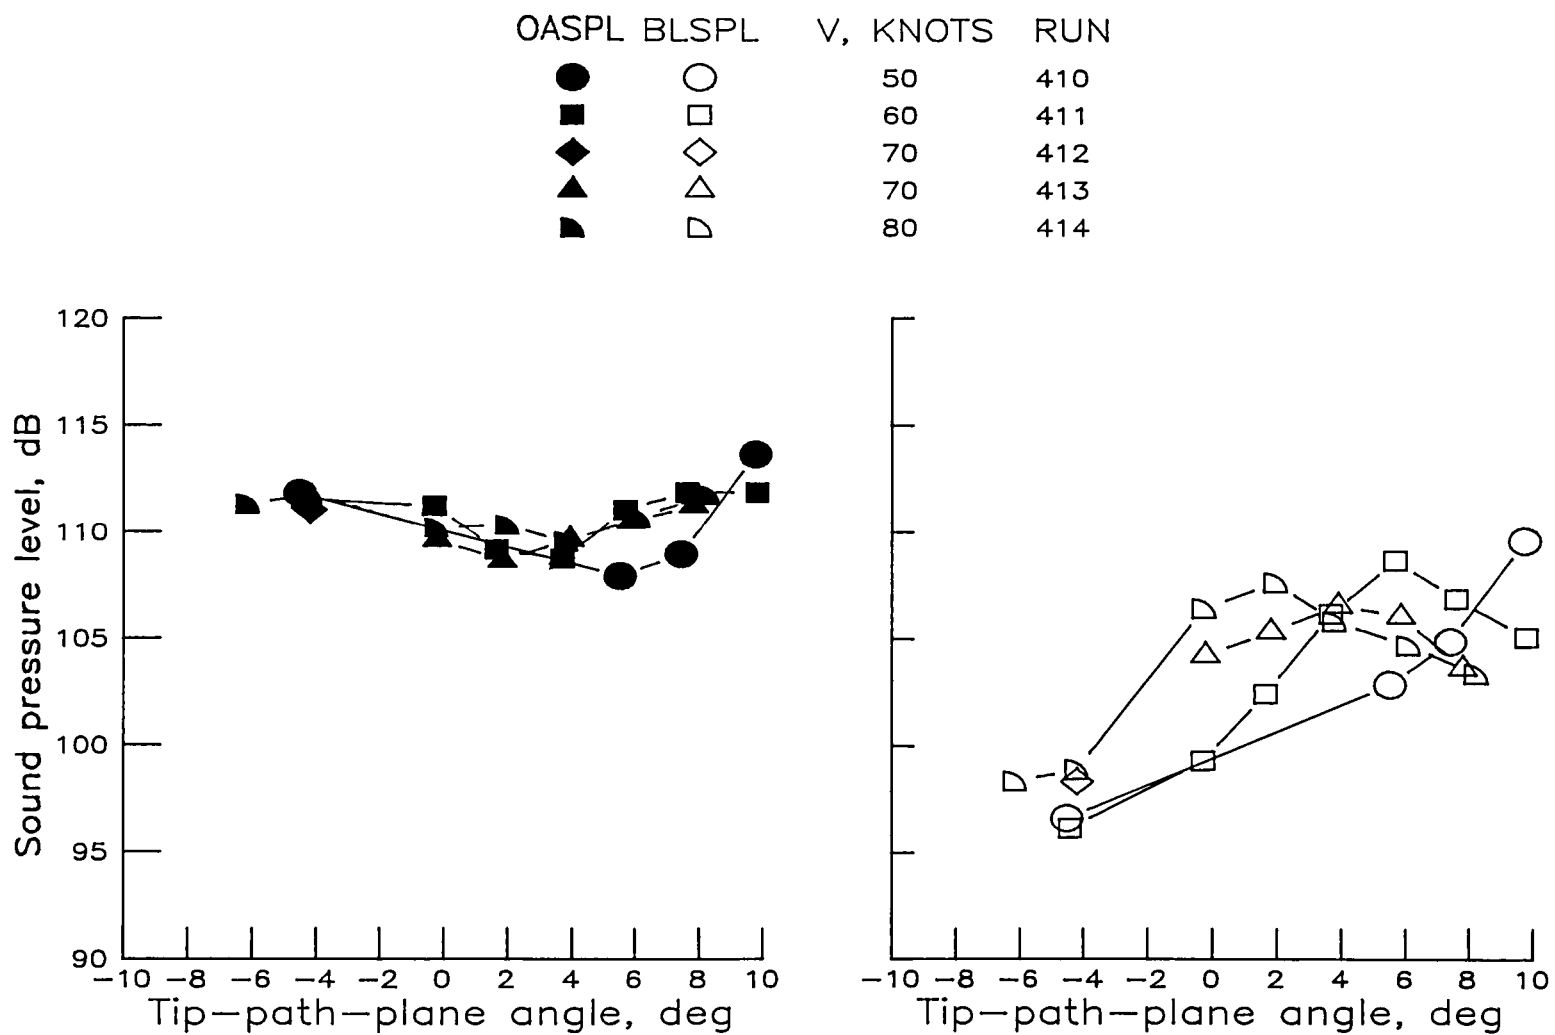 OASPL BLSPL V, KNOTS RUN
50 410
60 411
70 412
70 413
80 414
Sound pressure level, dB
120
115
110
105
100
95
90
-10 -8 -6 -4 -2 0 2 4 6 8 10
Tip-path-plane angle, deg
-10 -8 -6 -4 -2 0 2 4 6 8 10
Tip-path-plane angle, deg